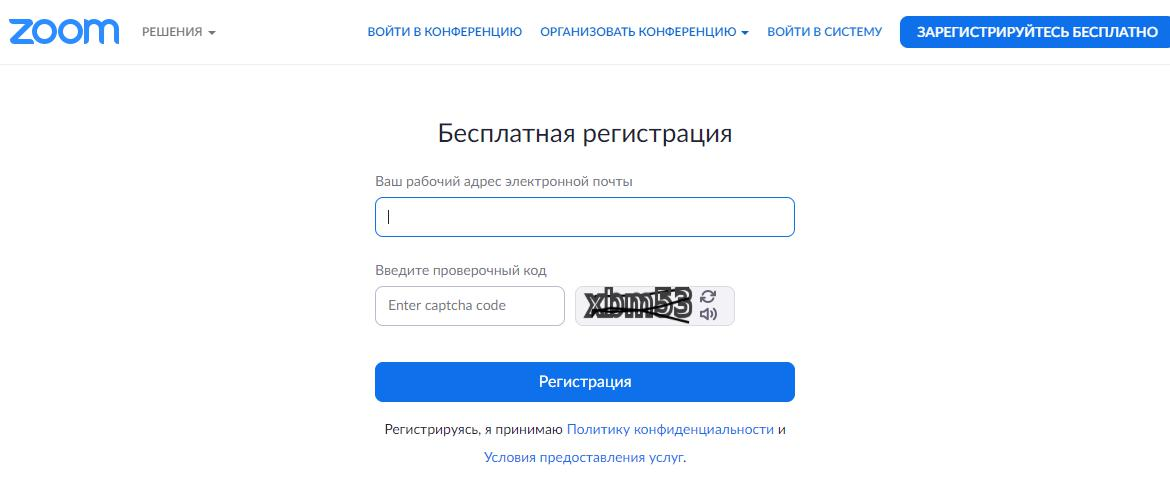 zoom РЕШЕНИЯ ВОЙТИ В КОНФЕРЕНЦИЮ ОРГАНИЗОВАТЬ КОНФЕРЕНЦИЮ ВОЙТИ В СИСТЕМУ ЗАРЕГИСТРИРУЙТЕСЬ БЕСПЛАТНО
Бесплатная регистрация
Ваш рабочий адрес электронной почты
Введите проверочный код
Enter captcha code xbm53
Регистрация
Регистрируясь, я принимаю Политику конфиденциальности и
Условия предоставления услуг.